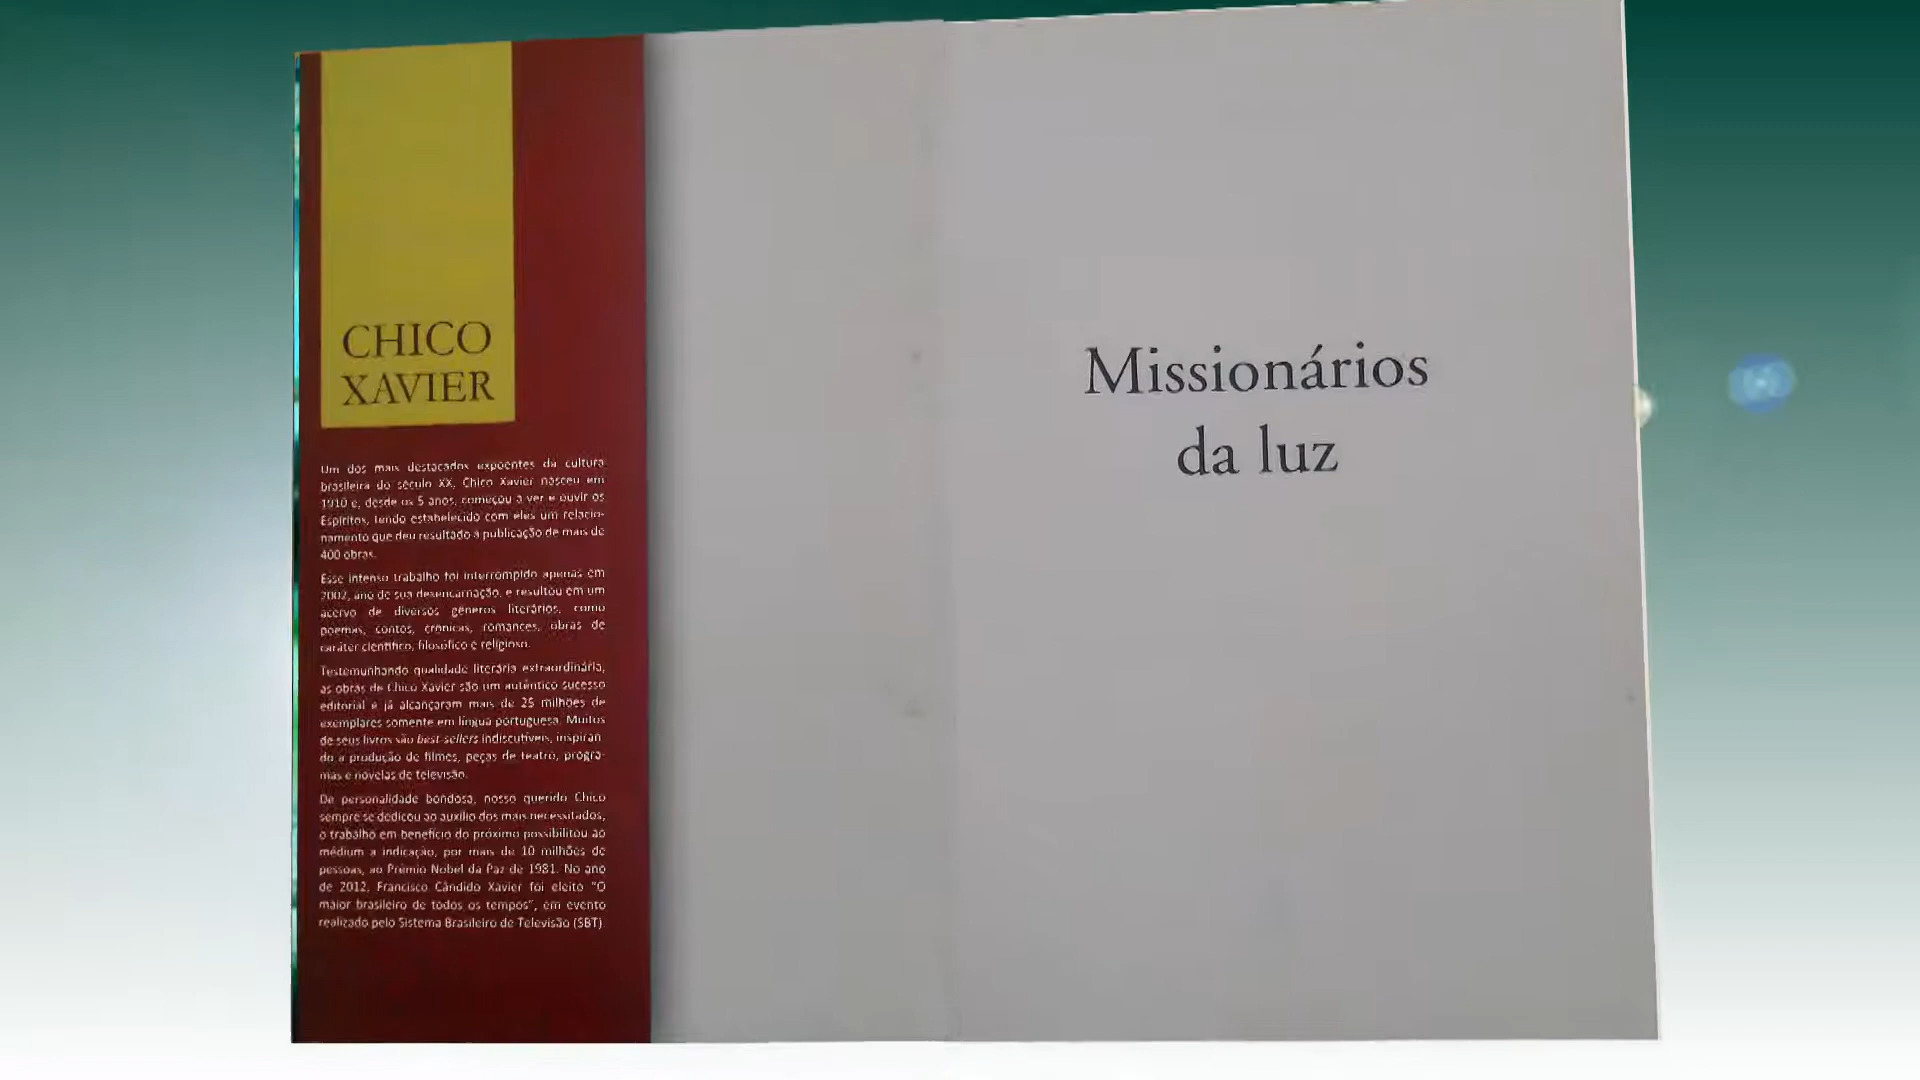 CHICO
XAVIER
Um dos mais destacados expoentes da cultura
brasileira do século XX, Chico Xavier nasceu em
1910 e, desde os 5 anos, começou a ver e ouvir os
Espíritos, tendo estabelecido com eles um relacio-
namento que deu resultado a publicação de mais de
400 obras.
Esse intenso trabalho foi interrompido apenas em
2002, ano de sua desencarnação, e resultou em um
acervo de diversos gêneros literários, como
poemas, contos, crônicas, romances, obras de
caráter científico, filosófico e religioso.
Testemunhando qualidade literária extraordinária,
as obras de Chico Xavier são um autêntico sucesso
editorial e já alcançaram mais de 25 milhões de
exemplares somente em língua portuguesa. Muitos
de seus livros são best-sellers indiscutíveis, inspiran-
do a produção de filmes, peças de teatro, progra-
mas e novelas de televisão.
De personalidade bondosa, nosso querido Chico
sempre se dedicou ao auxílio dos mais necessitados,
o trabalho em benefício do próximo possibilitou ao
médium a indicação, por mais de 10 milhões de
pessoas, ao Prêmio Nobel da Paz de 1981. No ano
de 2012, Francisco Cândido Xavier foi eleito "O
maior brasileiro de todos os tempos", em evento
realizado pelo Sistema Brasileiro de Televisão (SBT).
Missionários
da luz